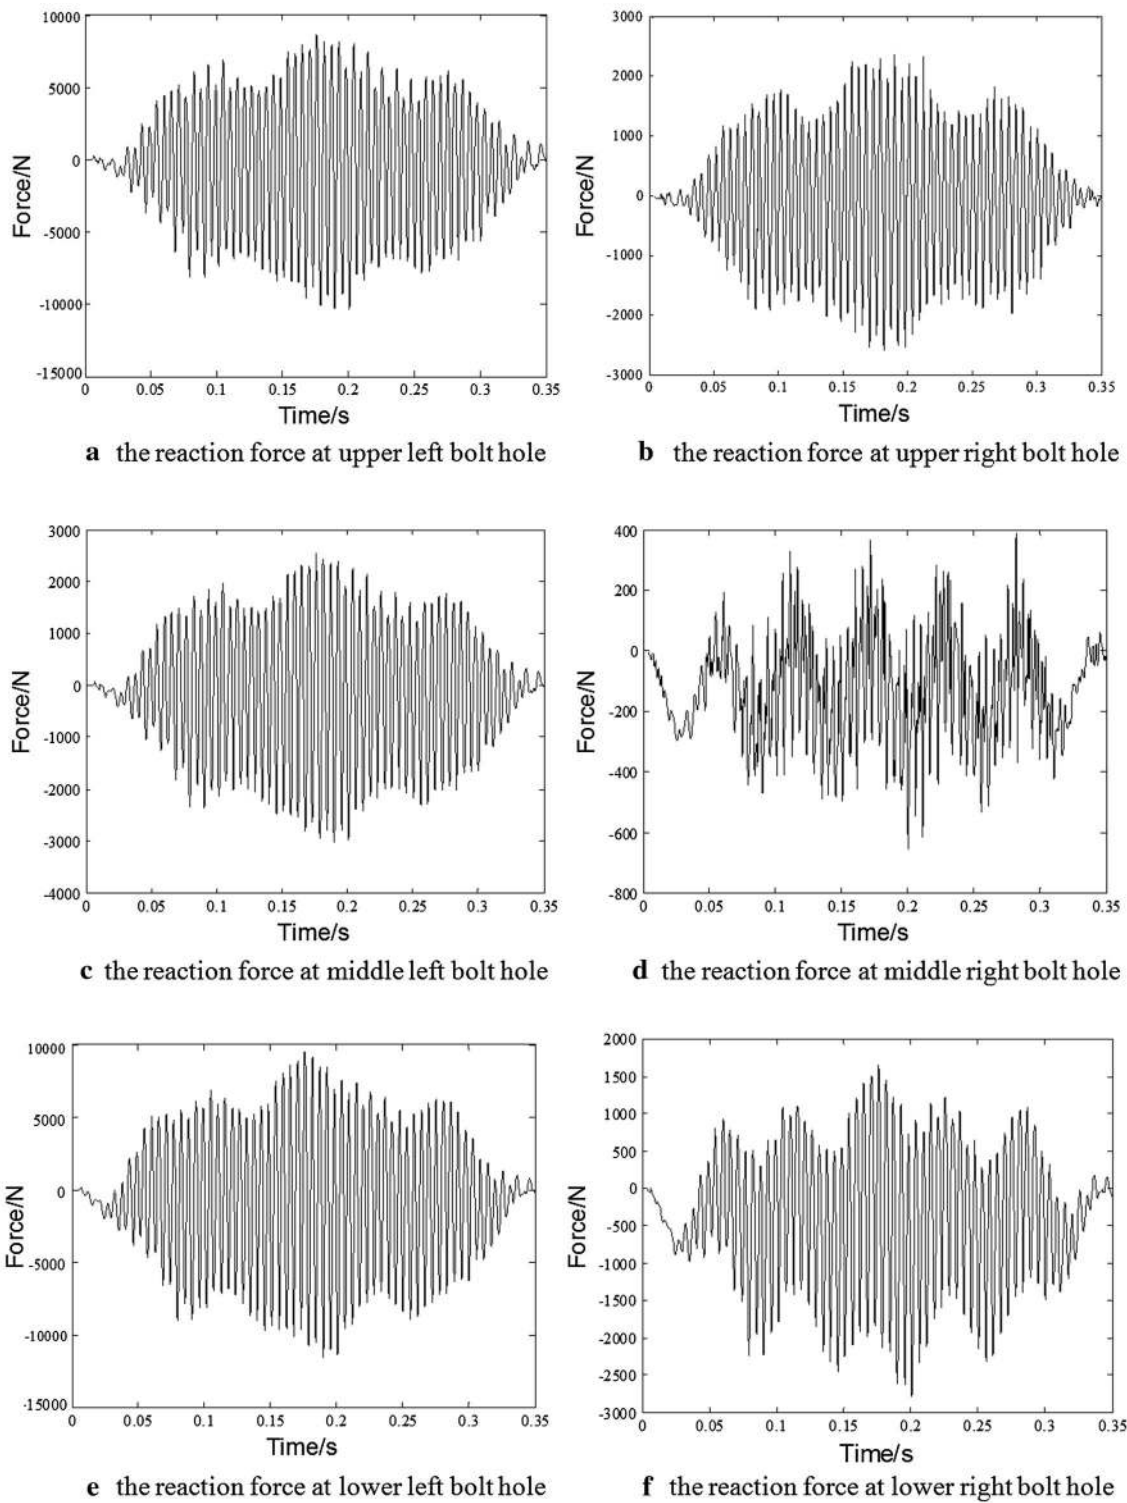 10000
5000
0
-5000
-10000
-15000
Force/N
0 0.05 0.1 0.15 0.2 0.25 0.3 0.35
Time/s
a the reaction force at upper left bolt hole
3000
2000
1000
0
-1000
-2000
-3000
Force/N
0 0.05 0.1 0.15 0.2 0.25 0.3 0.35
Time/s
b the reaction force at upper right bolt hole
3000
2000
1000
0
-1000
-2000
-3000
-4000
Force/N
0 0.05 0.1 0.15 0.2 0.25 0.3 0.35
Time/s
c the reaction force at middle left bolt hole
400
200
0
-200
-400
-600
-800
Force/N
0 0.05 0.1 0.15 0.2 0.25 0.3 0.35
Time/s
d the reaction force at middle right bolt hole
10000
5000
0
-5000
-10000
-15000
Force/N
0 0.05 0.1 0.15 0.2 0.25 0.3 0.35
Time/s
e the reaction force at lower left bolt hole
2000
1500
1000
500
0
-500
-1000
-1500
-2000
-2500
-3000
Force/N
0 0.05 0.1 0.15 0.2 0.25 0.3 0.35
Time/s
f the reaction force at lower right bolt hole